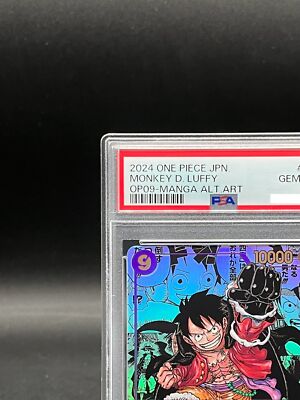 2024 ONE PIECE JPN
#
MONKEY D. LUFFY
GEM
OP09-MANGA ALT ART
PSA
9
10000